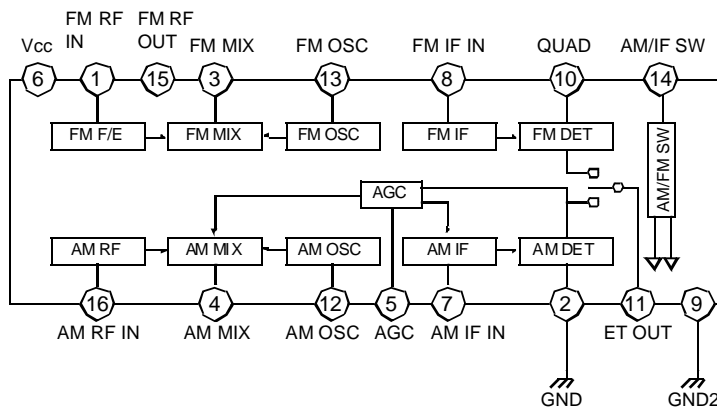 FM RF
IN
FM RF
OUT
Vcc
FM MIX
FM OSC
FM IF IN
QUAD
AM/IF SW
6
1
15
3
13
8
10
14
FM F/E
FM MIX
FM OSC
FM IF
FM DET
AM/FM SW
AGC
AM RF
AM MIX
AM OSC
AM IF
AM DET
16
4
12
5
7
2
11
9
AM RF IN
AM MIX
AM OSC
AGC
AM IF IN
ET OUT
GND
GND2